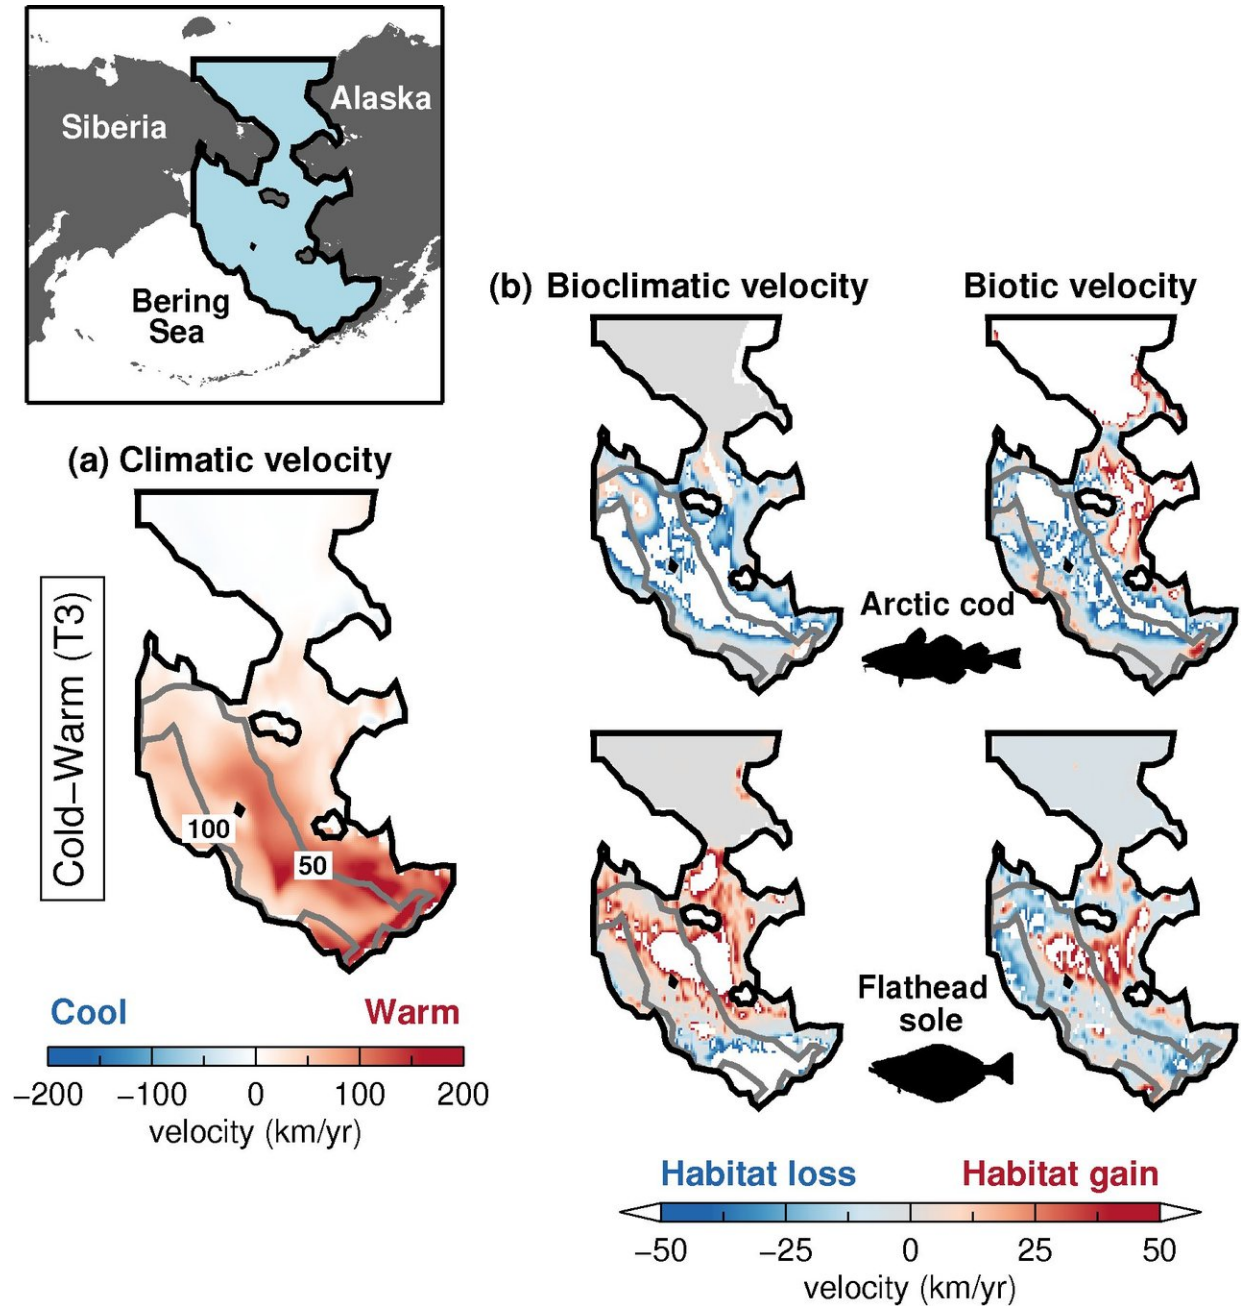 Siberia
Alaska
Bering
Sea
(a) Climatic velocity
Cold−Warm (T3)
100
50
Cool
Warm
−200 −100 0 100 200
velocity (km/yr)
(b) Bioclimatic velocity
Biotic velocity
Arctic cod
Flathead
sole
Habitat loss
Habitat gain
−50 −25 0 25 50
velocity (km/yr)